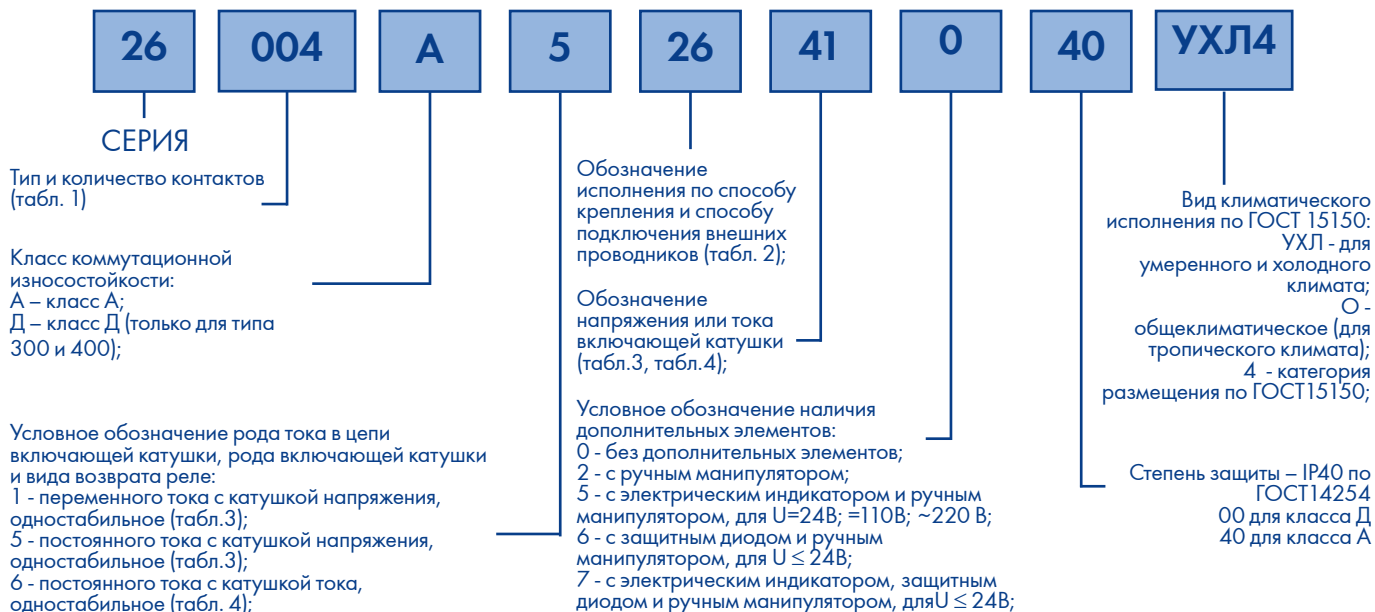 26 004 А 5 26 41 0 40 УХЛ4
СЕРИЯ
Тип и количество контактов
(табл. 1)
Класс коммутационной
износостойкости:
А – класс А;
Д – класс Д (только для типа
300 и 400);
Условное обозначение рода тока в цепи
включающей катушки, рода включающей катушки
и вида возврата реле:
1 - переменного тока с катушкой напряжения,
одностабильное (табл.3);
5 - постоянного тока с катушкой напряжения,
одностабильное (табл.3);
6 - постоянного тока с катушкой тока,
одностабильное (табл. 4);
Обозначение
исполнения по способу
крепления и способу
подключения внешних
проводников (табл. 2);
Обозначение
напряжения или тока
включающей катушки
(табл.3, табл.4);
Условное обозначение наличия
дополнительных элементов:
0 - без дополнительных элементов;
2 - с ручным манипулятором;
5 - с электрическим индикатором и ручным
манипулятором, для U=24В; =110В; ~220 В;
6 - с защитным диодом и ручным
манипулятором, для U ≤ 24В;
7 - с электрическим индикатором, защитным
диодом и ручным манипулятором, дляU ≤ 24В;
Вид климатического
исполнения по ГОСТ 15150:
УХЛ - для
умеренного и холодного
климата;
О -
общеклиматическое (для
тропического климата);
4 - категория
размещения по ГОСТ15150;
Степень защиты – IP40 по
ГОСТ14254
00 для класса Д
40 для класса А